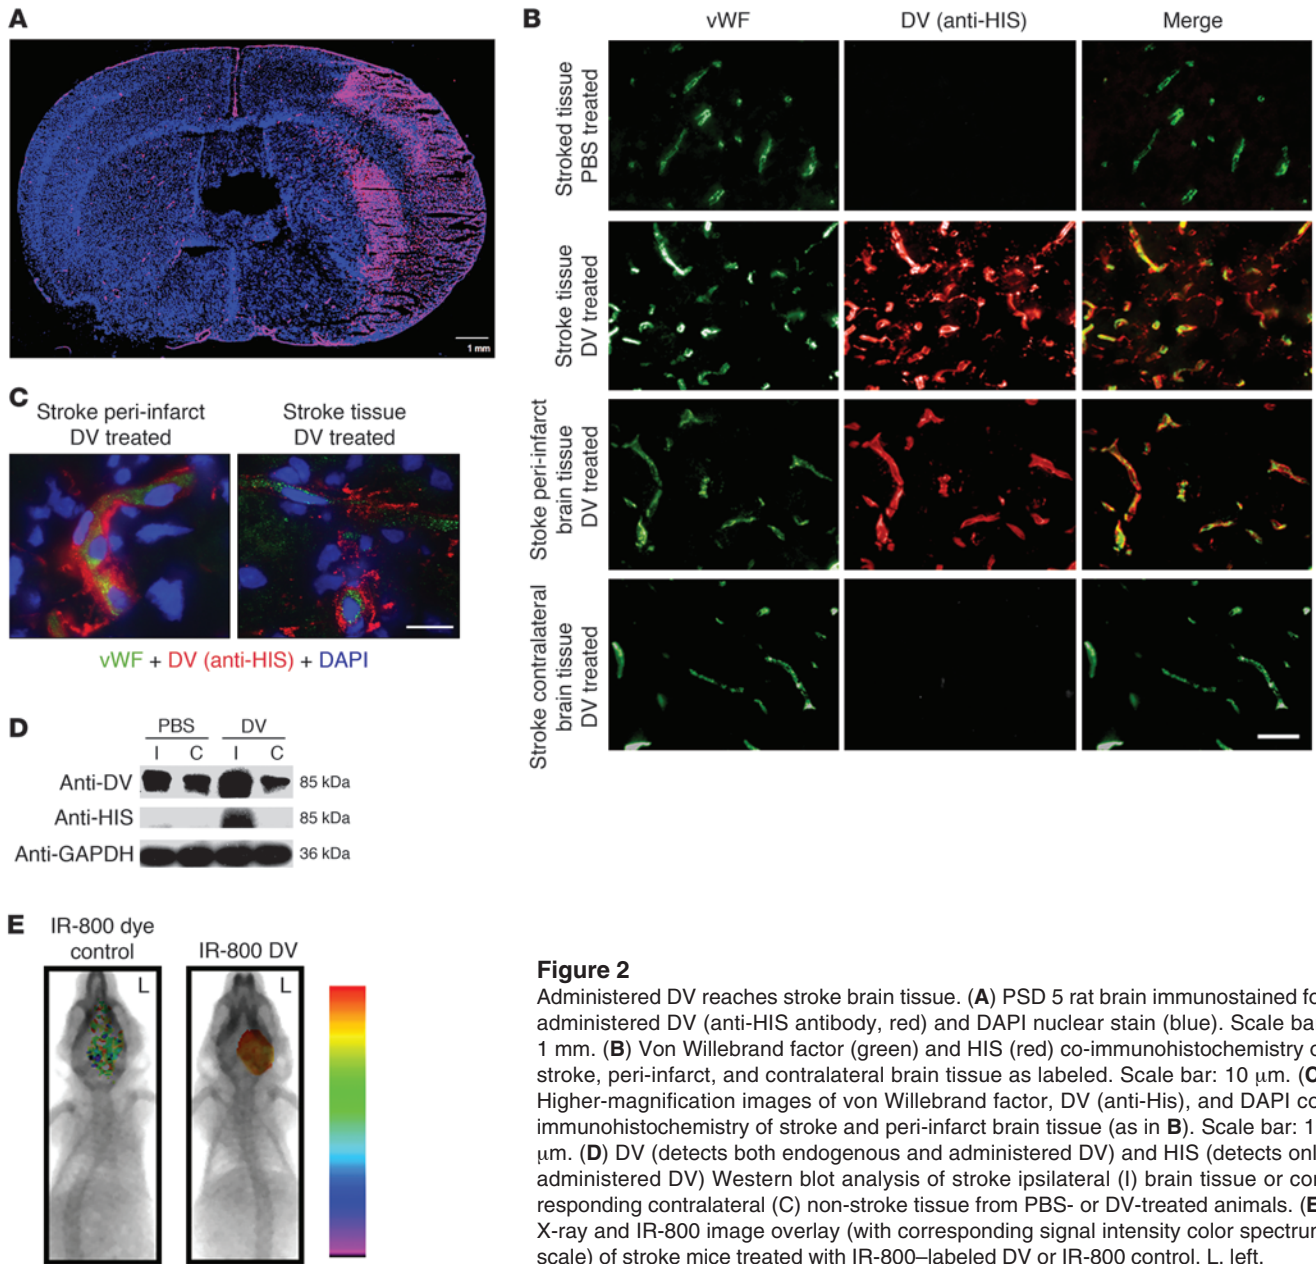 A
1 mm
B
vWF
DV (anti-HIS)
Merge
Stroked tissue
PBS treated
Stroke tissue
DV treated
Stoke peri-infarct
brain tissue
DV treated
Stroke contralateral
brain tissue
DV treated
C
Stroke peri-infarct
DV treated
Stroke tissue
DV treated
vWF + DV (anti-HIS) + DAPI
D
PBS
DV
I C I C
Anti-DV
85 kDa
Anti-HIS
85 kDa
Anti-GAPDH
36 kDa
E
IR-800 dye
control
IR-800 DV
L
L
Figure 2
Administered DV reaches stroke brain tissue. (A) PSD 5 rat brain immunostained
administered DV (anti-HIS antibody, red) and DAPI nuclear stain (blue). Scale
1 mm. (B) Von Willebrand factor (green) and HIS (red) co-immunohistochemistry
stroke, peri-infarct, and contralateral brain tissue as labeled. Scale bar: 10 μm. (C
Higher-magnification images of von Willebrand factor, DV (anti-His), and DAPI
immunohistochemistry of stroke and peri-infarct brain tissue (as in B). Scale bar:
μm. (D) DV (detects both endogenous and administered DV) and HIS (detects
administered DV) Western blot analysis of stroke ipsilateral (I) brain tissue or
responding contralateral (C) non-stroke tissue from PBS- or DV-treated animals. (E
X-ray and IR-800 image overlay (with corresponding signal intensity color spectrum
scale) of stroke mice treated with IR-800–labeled DV or IR-800 control. L, left.